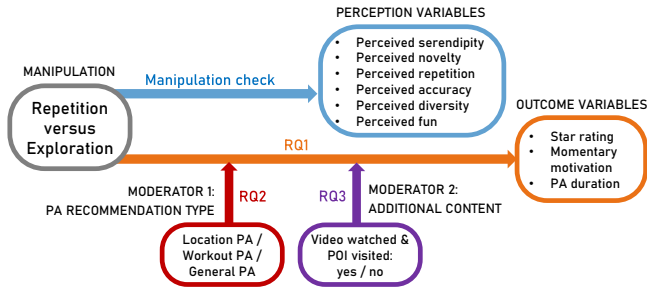 PERCEPTION VARIABLES
• Perceived serendipity
• Perceived novelty
• Perceived repetition
• Perceived accuracy
• Perceived diversity
• Perceived fun
MANIPULATION
Manipulation check
Repetition
versus
Exploration
OUTCOME VARIABLES
• Star rating
• Momentary
motivation
• PA duration
RQ1
MODERATOR 1:
PA RECOMMENDATION TYPE
RQ2
RQ3
MODERATOR 2:
ADDITIONAL CONTENT
Location PA /
Workout PA /
General PA
Video watched &
POI visited:
yes / no